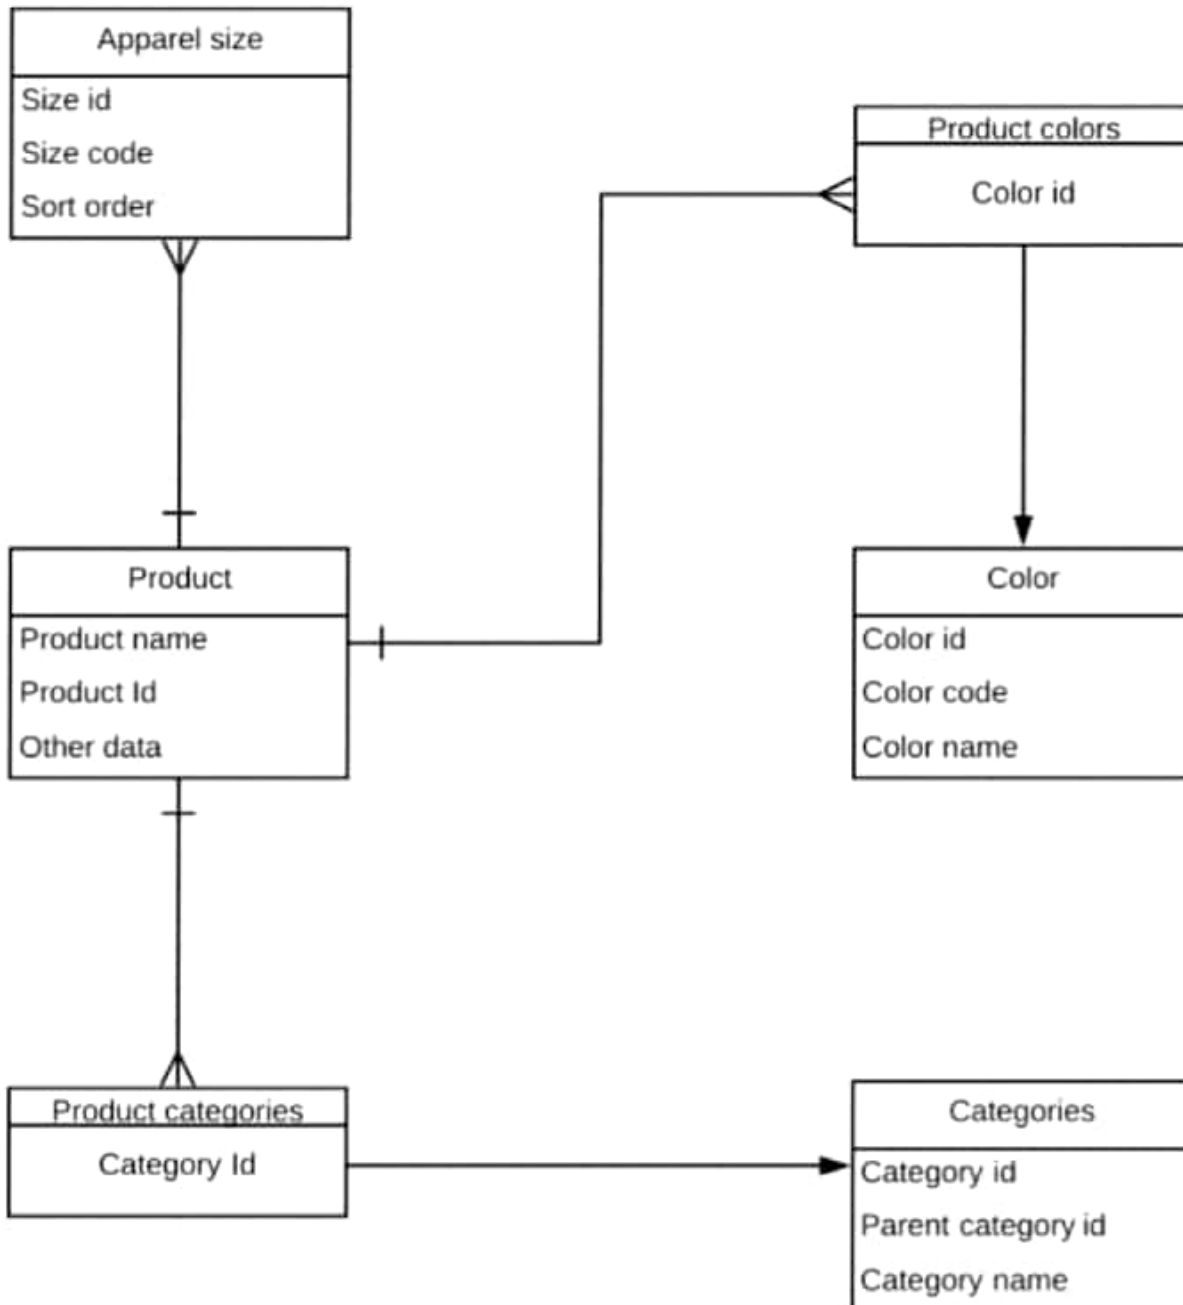 Apparel size
Size id
Size code
Sort order
Product colors
Color id
Product
Product name
Product Id
Other data
Color
Color id
Color code
Color name
Product categories
Category Id
Categories
Category id
Parent category id
Category name